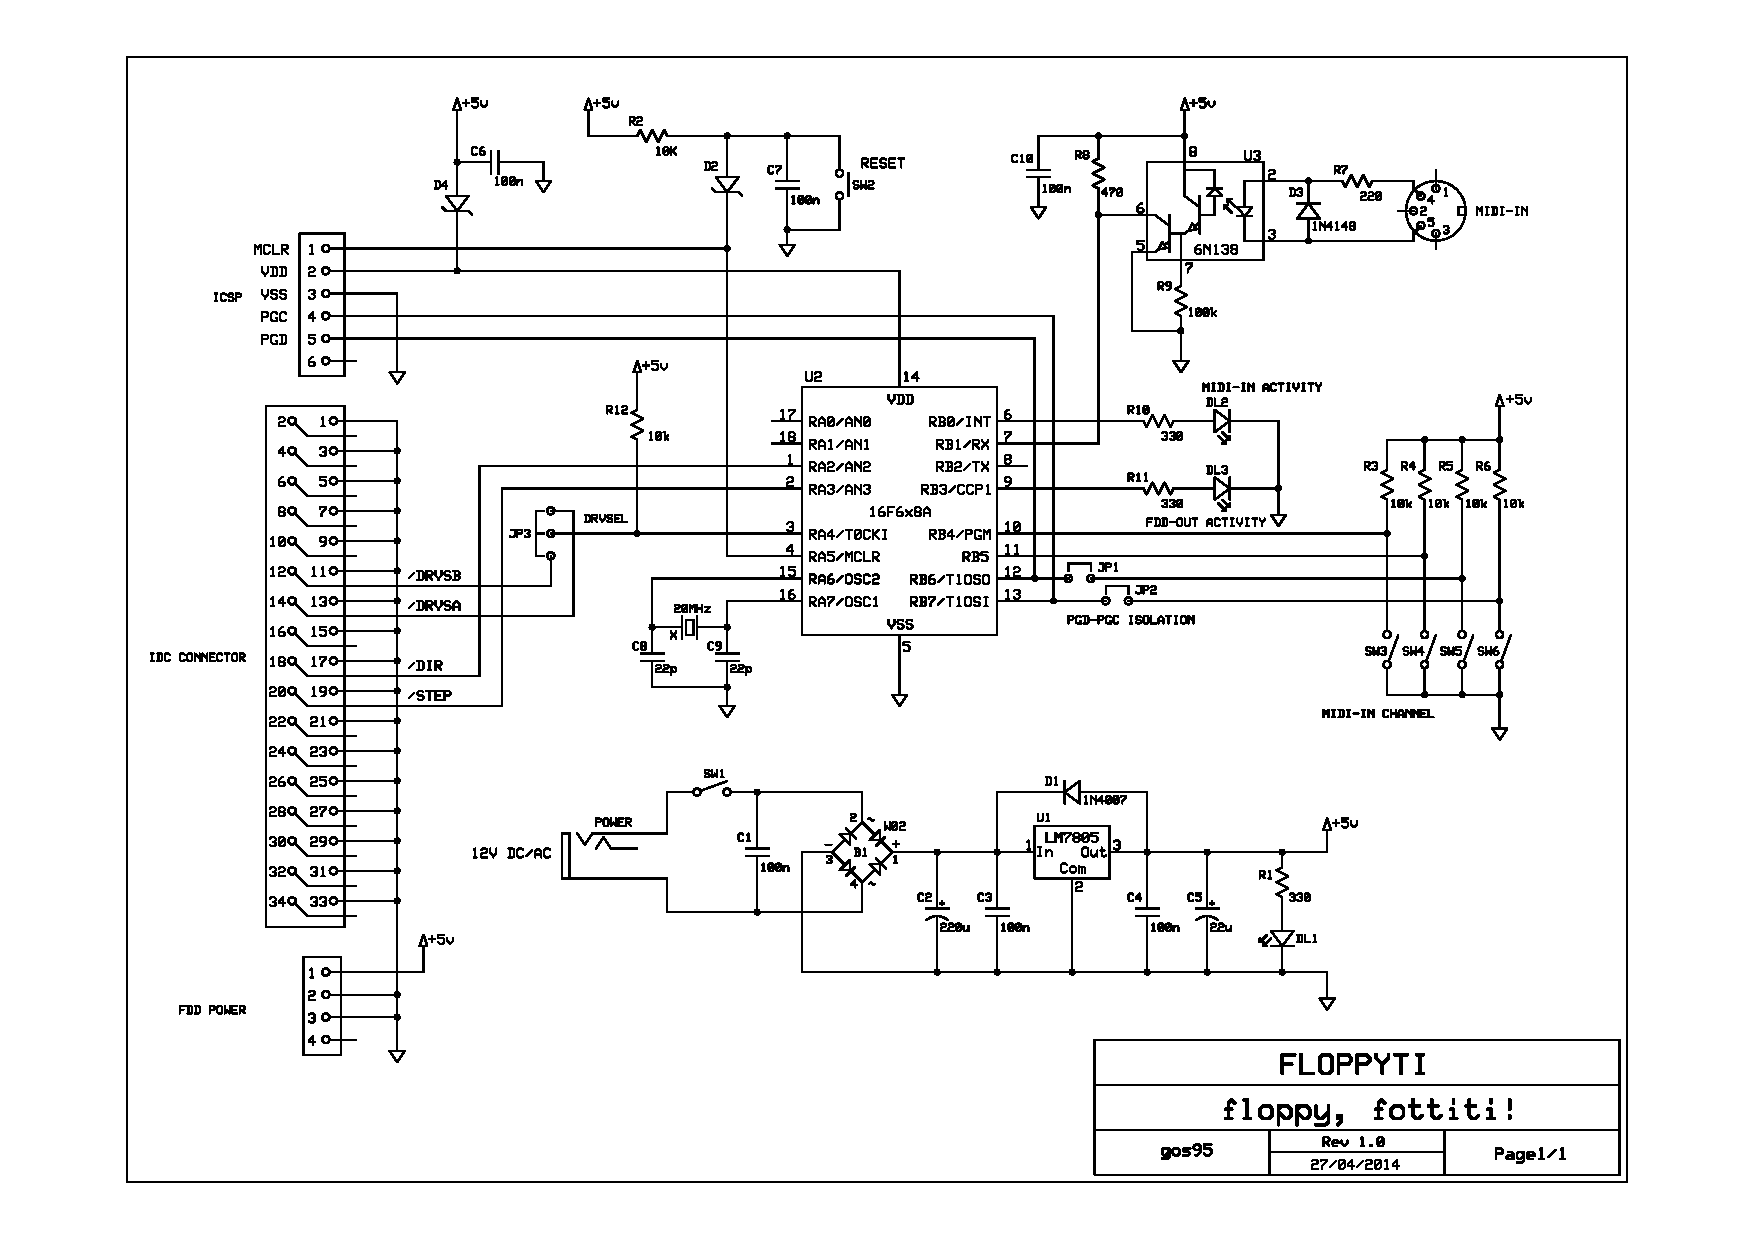 +5v
C6
100n
D4
+5v
R2
10K
D2
C7
100n
RESET
SW2
+5v
C10
100n
R8
470
8
U3
6
5
7
6N138
2
3
R9
100k
D3
1N4148
R7
220
1
4
2
5
3
MIDI-IN
ICSP
MCLR 1
VDD 2
VSS 3
PGC 4
PGD 5
6
+5v
R12
10k
U2
14
VDD
17 RA0/AN0
18 RA1/AN1
1 RA2/AN2
2 RA3/AN3
16F6x8A
3 RA4/T0CKI
4 RA5/MCLR
15 RA6/OSC2
16 RA7/OSC1
VSS
5
RB0/INT 6
RB1/RX 7
RB2/TX 8
RB3/CCP1 9
RB4/PGM 10
RB5 11
RB6/T1OSO 12
RB7/T1OSI 13
MIDI-IN ACTIVITY
R10
330
DL2
R11
330
DL3
FDD-OUT ACTIVITY
JP1
JP2
PGD-PGC ISOLATION
+5v
R3 R4 R5 R6
10k 10k 10k 10k
SW3 SW4 SW5 SW6
MIDI-IN CHANNEL
JP3
DRVSEL
20MHz
X
C8
22p
C9
22p
IDC CONNECTOR
2 1
4 3
6 5
8 7
10 9
12 11
14 13
16 15
18 17
20 19
22 21
24 23
26 25
28 27
30 29
32 31
34 33
/DRVSB
/DRVSA
/DIR
/STEP
+5v
FDD POWER
1
2
3
4
12V DC/AC
POWER
SW1
C1
100n
2 ~
W02
- +
3 B1 1
4 ~
C2
+
220u
C3
100n
D1
1N4007
U1
LM7805
1 In Out 3
Com
2
C4
100n
C5
+
22u
+5v
R1
330
DL1
FLOPPYTI
floppy, fottiti!
gos95
Rev 1.0
27/04/2014
Page1/1